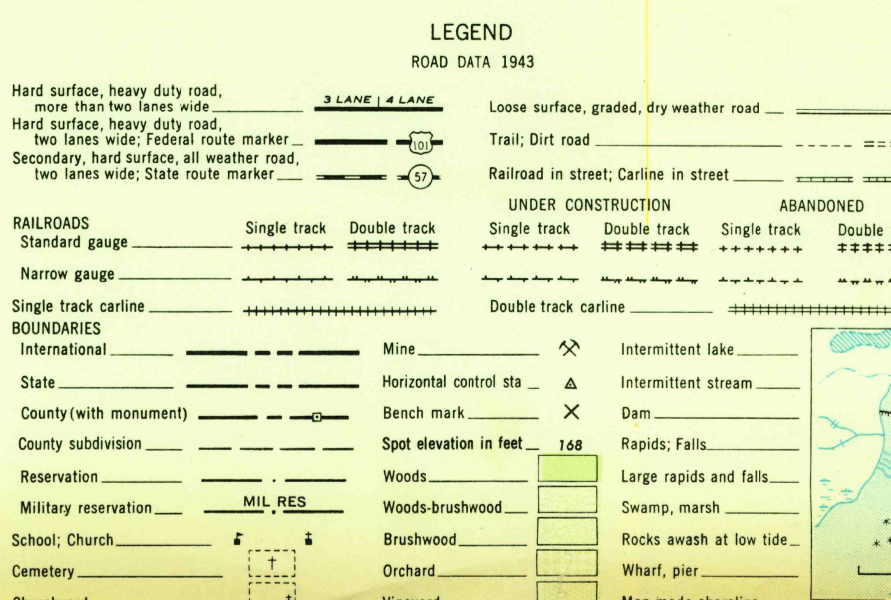 LEGEND
ROAD DATA 1943
Hard surface, heavy duty road,
more than two lanes wide
3 LANE | 4 LANE
Hard surface, heavy duty road,
two lanes wide; Federal route marker
101
Secondary, hard surface, all weather road,
two lanes wide; State route marker
57
Loose surface, graded, dry weather road
Trail; Dirt road
Railroad in street; Carline in street
UNDER CONSTRUCTION
ABANDONED
RAILROADS
Single track Double track Single track Double track Single track Double
Standard gauge
Narrow gauge
Single track carline
Double track carline
BOUNDARIES
International
State
County (with monument)
County subdivision
Reservation
Military reservation
MIL RES
School; Church
Cemetery
Mine
Horizontal control sta
Bench mark
Spot elevation in feet
168
Woods
Woods-brushwood
Brushwood
Orchard
Intermittent lake
Intermittent stream
Dam
Rapids; Falls
Large rapids and falls
Swamp, marsh
Rocks awash at low tide
Wharf, pier